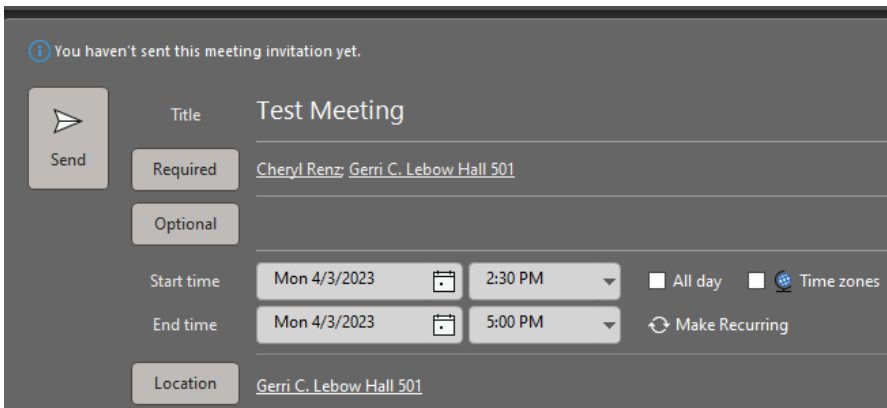 You haven't sent this meeting invitation yet.
Send
Title Test Meeting
Required Cheryl Renz; Gerri C. Lebow Hall 501
Optional
Start time Mon 4/3/2023 2:30 PM All day Time zones
End time Mon 4/3/2023 5:00 PM Make Recurring
Location Gerri C. Lebow Hall 501